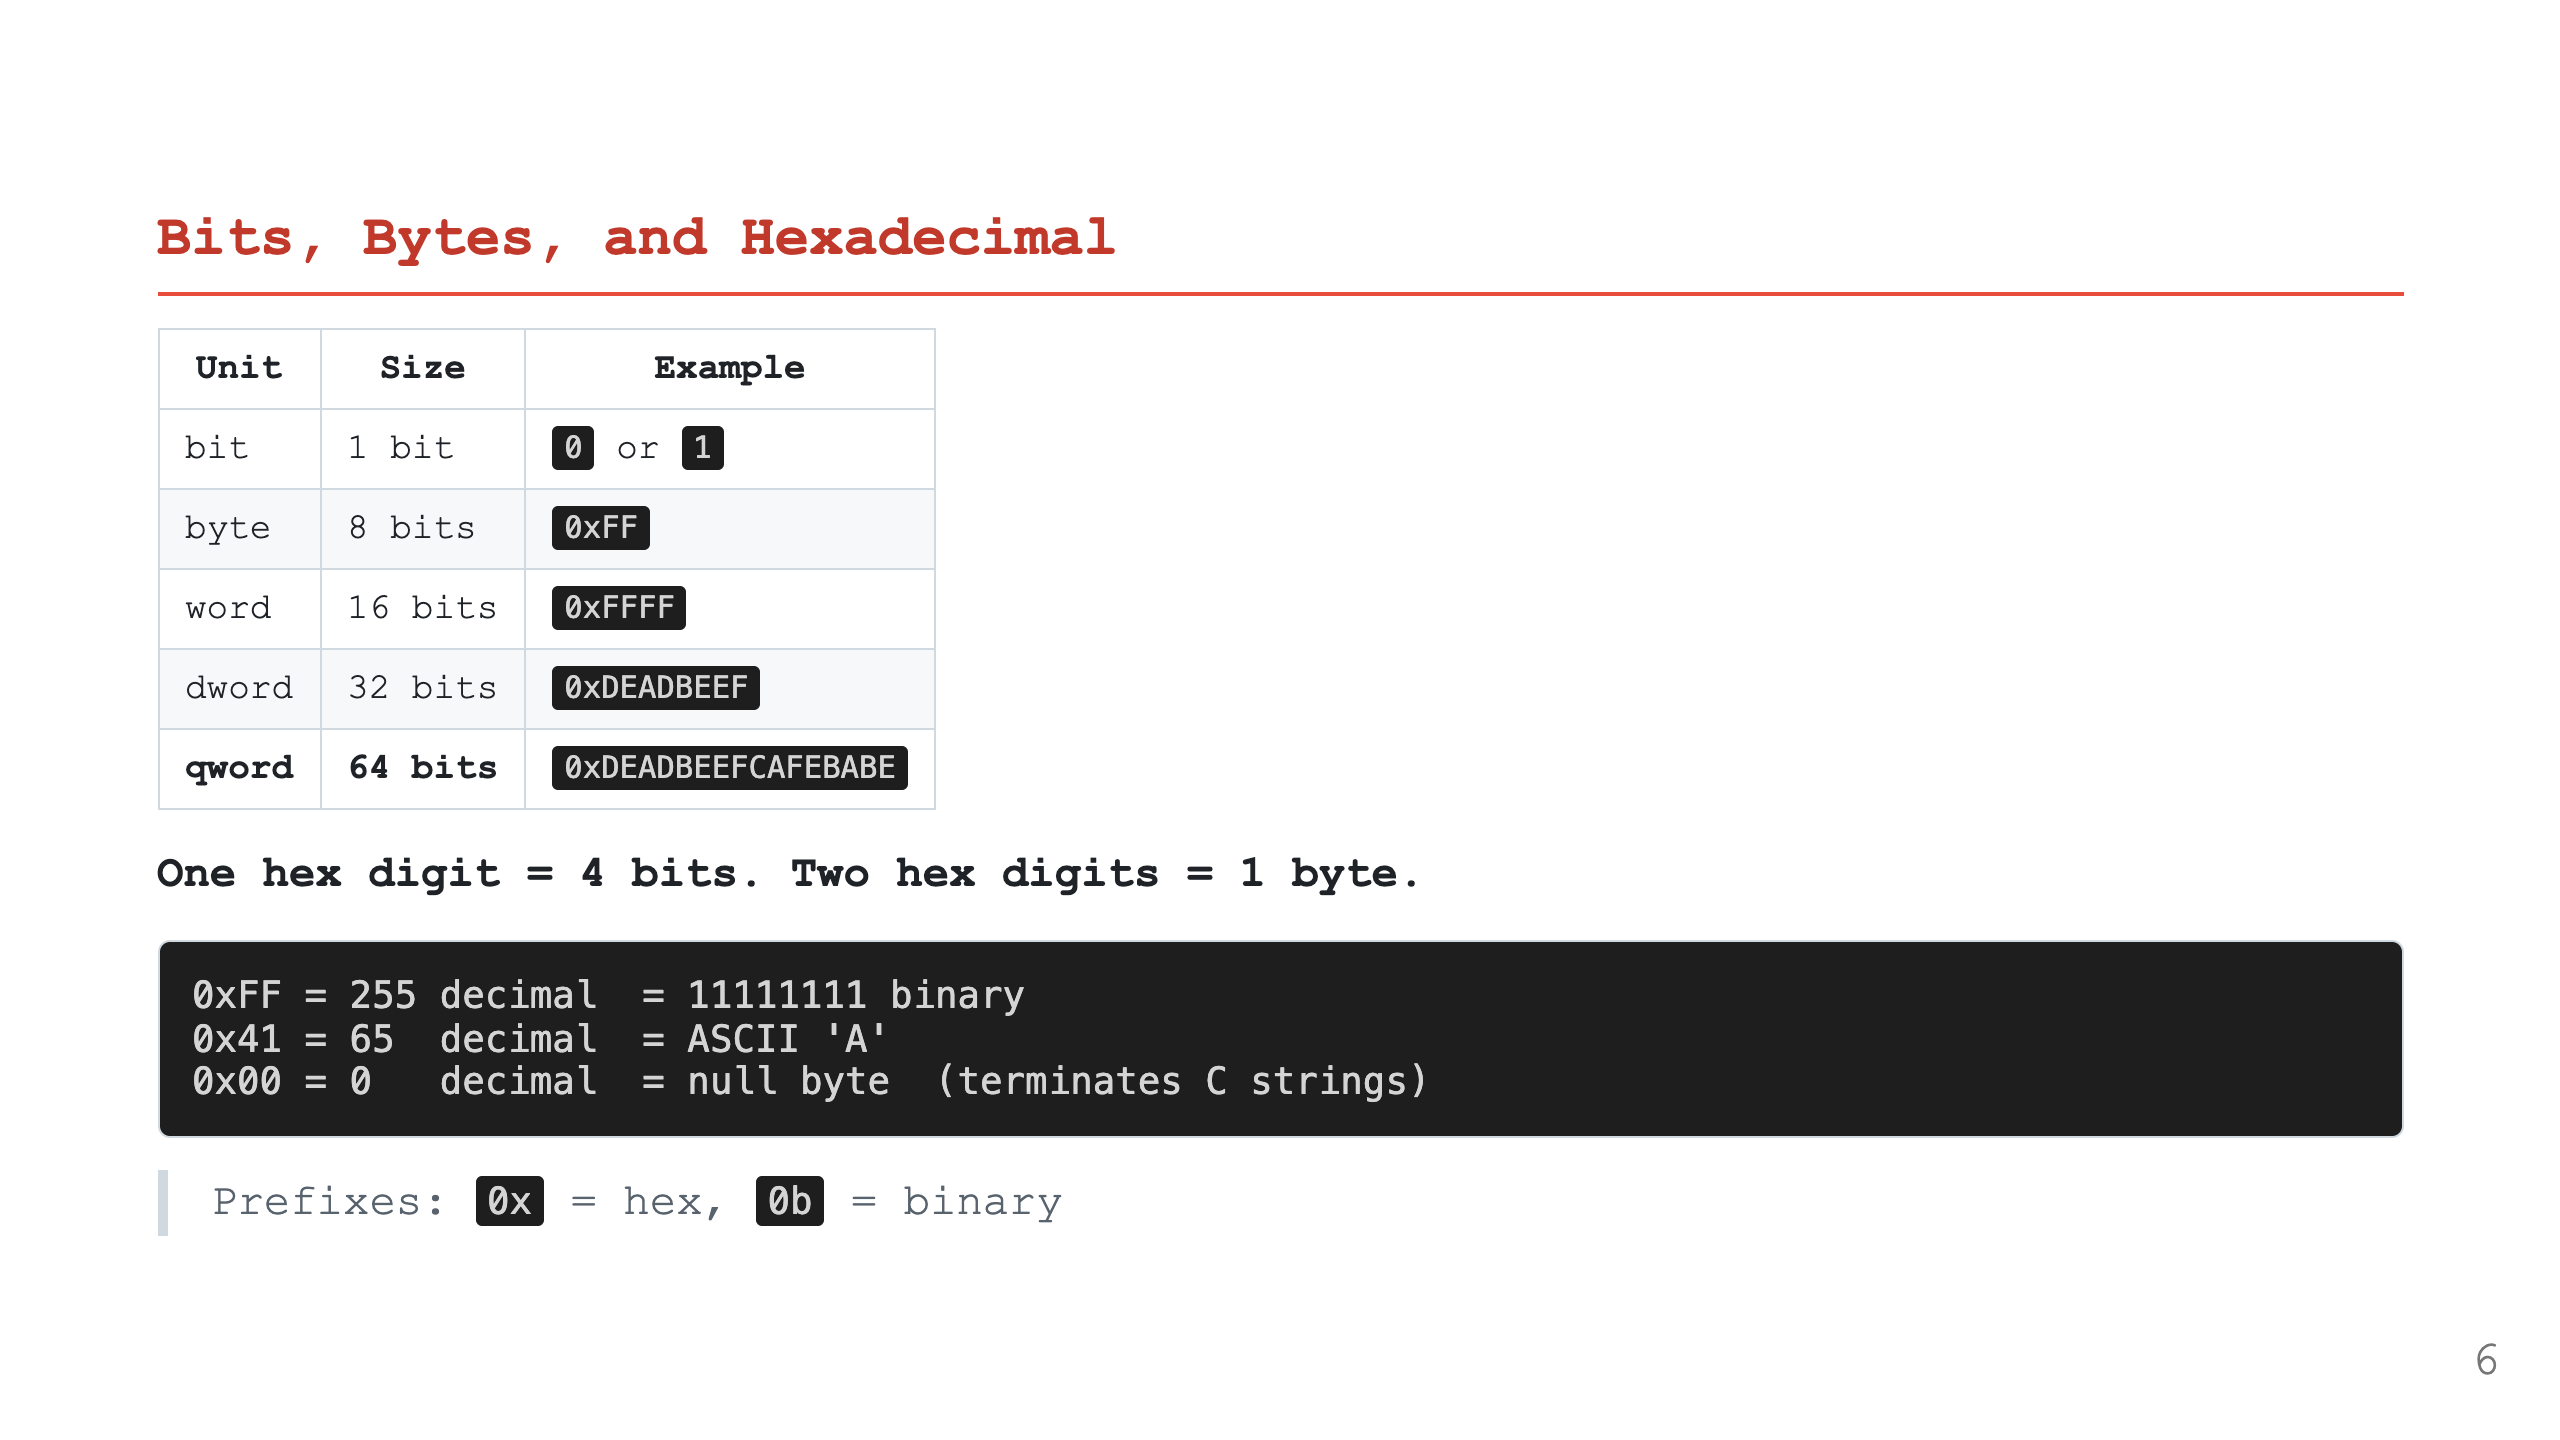 Bits, Bytes, and Hexadecimal
Unit Size Example
bit 1 bit 0 or 1
byte 8 bits 0xFF
word 16 bits 0xFFFF
dword 32 bits 0xDEADBEEF
qword 64 bits 0xDEADBEEFCAFEBABE
One hex digit = 4 bits. Two hex digits = 1 byte.
0xFF = 255 decimal  = 11111111 binary
0x41 = 65  decimal  = ASCII 'A'
0x00 = 0   decimal  = null byte  (terminates C strings)
Prefixes: 0x = hex, 0b = binary
6